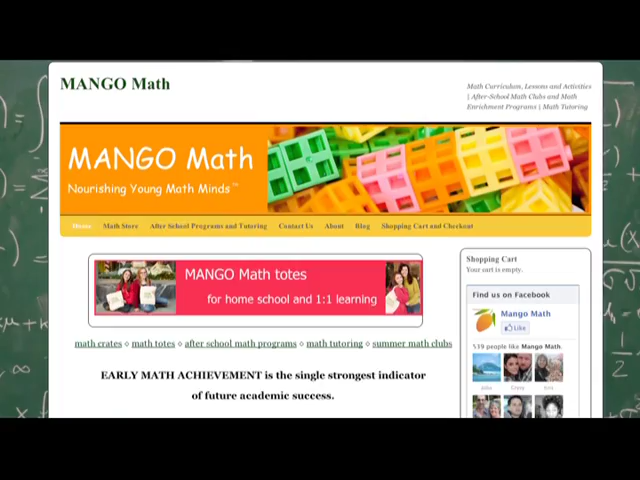 MANGO Math
Math Curriculum, Lessons and Activities
| After-School Math Clubs and Math
Enrichment Programs | Math Tutoring
MANGO Math
Nourishing Young Math Minds™
Home Math Store After School Programs and Tutoring Contact Us About Blog Shopping Cart and Checkout
MANGO Math totes
for home school and 1:1 learning
math crates ◊ math totes ◊ after school math programs ◊ math tutoring ◊ summer math clubs
EARLY MATH ACHIEVEMENT is the single strongest indicator
of future academic success.
Shopping Cart
Your cart is empty.
Find us on Facebook
Mango Math
Like
539 people like Mango Math.